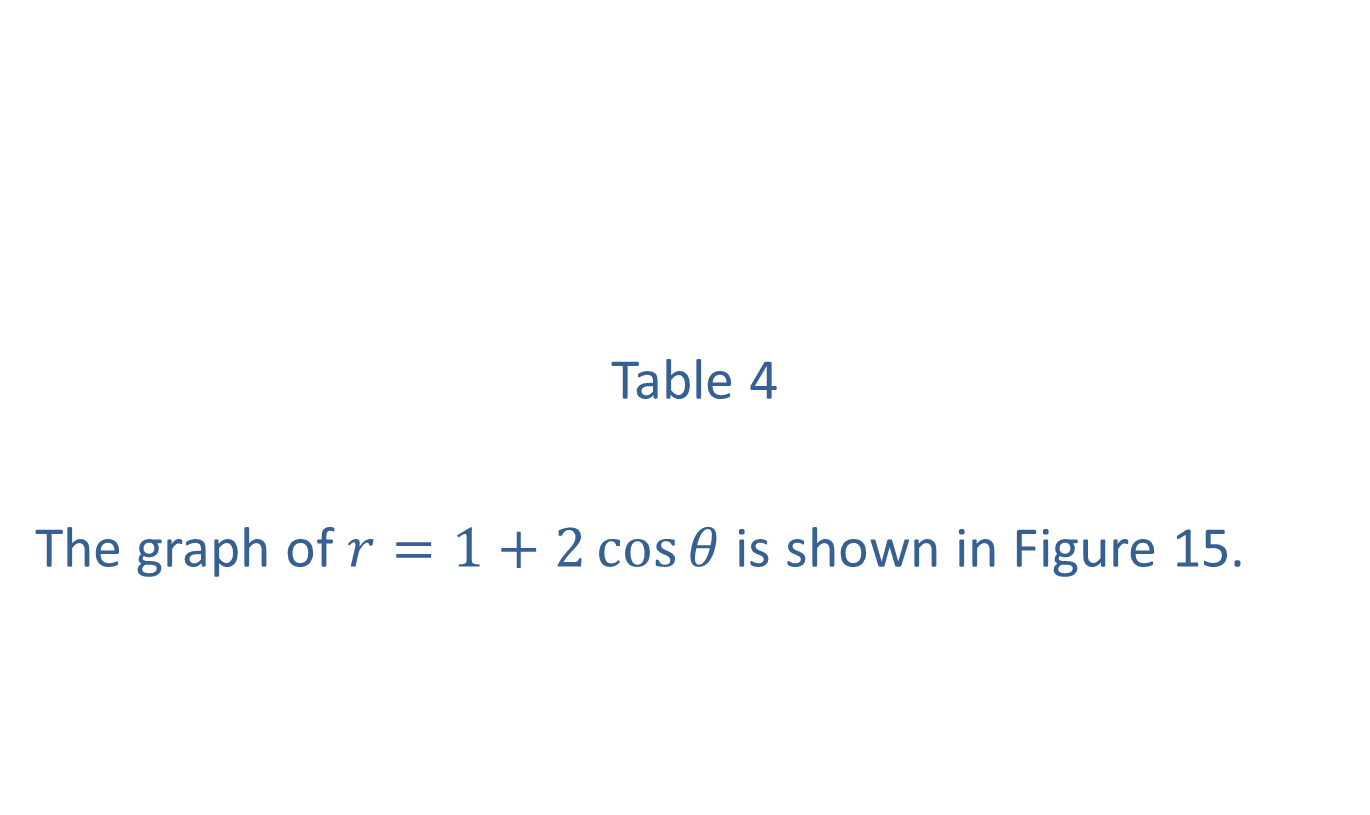 Table 4
The graph of r = 1 + 2 cos θ is shown in Figure 15.